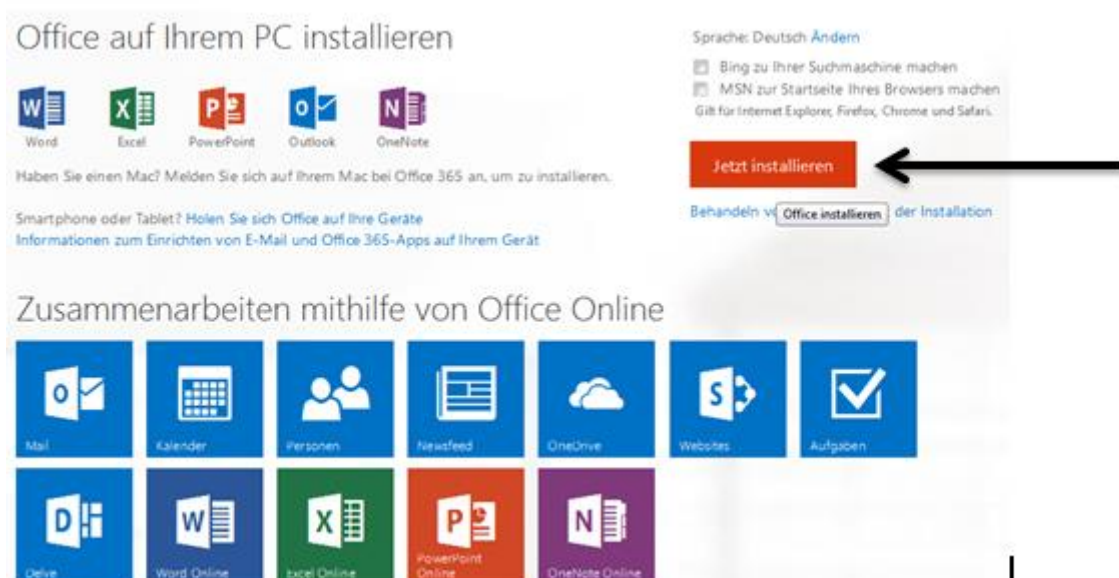 Office auf Ihrem PC installieren
Word Excel PowerPoint Outlook OneNote
Haben Sie einen Mac? Melden Sie sich auf Ihrem Mac bei Office 365 an, um zu installieren.
Smartphone oder Tablet? Holen Sie sich Office auf Ihre Geräte
Informationen zum Einrichten von E-Mail und Office 365-Apps auf Ihrem Gerät
Sprache: Deutsch Ändern
Bing zu Ihrer Suchmaschine machen
MSN zur Startseite Ihres Browsers machen
Gilt für Internet Explorer, Firefox, Chrome und Safari.
Jetzt installieren
Behandeln der Installation
Office installieren
Zusammenarbeiten mithilfe von Office Online
Mail Kalender Personen Newsfeed OneDrive Websites Aufgaben
Delve Word Online Excel Online PowerPoint Online OneNote Online